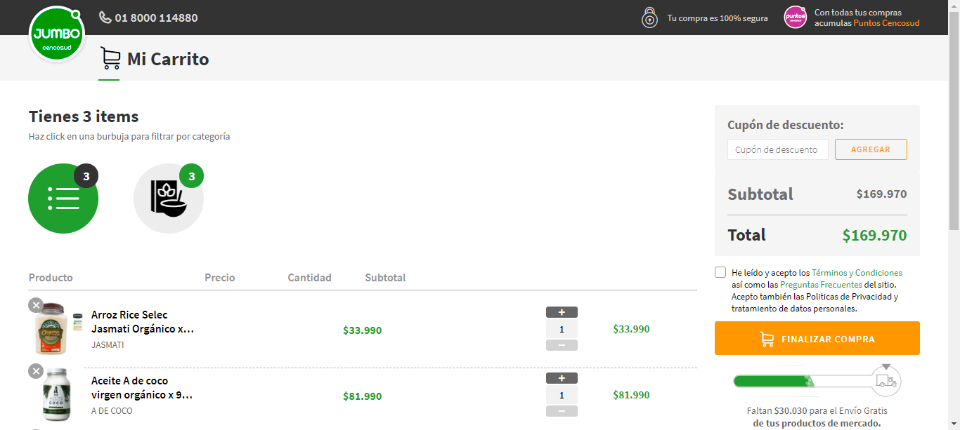 JUMBO
cencosud
01 8000 114880
Tu compra es 100% segura
puntos
Con todas tus compras
acumulas Puntos Cencosud
Mi Carrito
Tienes 3 items
Haz click en una burbuja para filtrar por categoría
3
3
Producto Precio Cantidad Subtotal
Arroz Rice Selec
Jasmati Orgánico x...
JASMATI
$33.990
+
1
−
$33.990
Aceite A de coco
virgen orgánico x 9...
A DE COCO
$81.990
+
1
−
$81.990
Cupón de descuento:
Cupón de descuento
AGREGAR
Subtotal $169.970
Total $169.970
He leído y acepto los Términos y Condiciones
así como las Preguntas Frecuentes del sitio.
Acepto también las Políticas de Privacidad y
tratamiento de datos personales.
FINALIZAR COMPRA
Faltan $30.030 para el Envío Gratis
de tus productos de mercado.